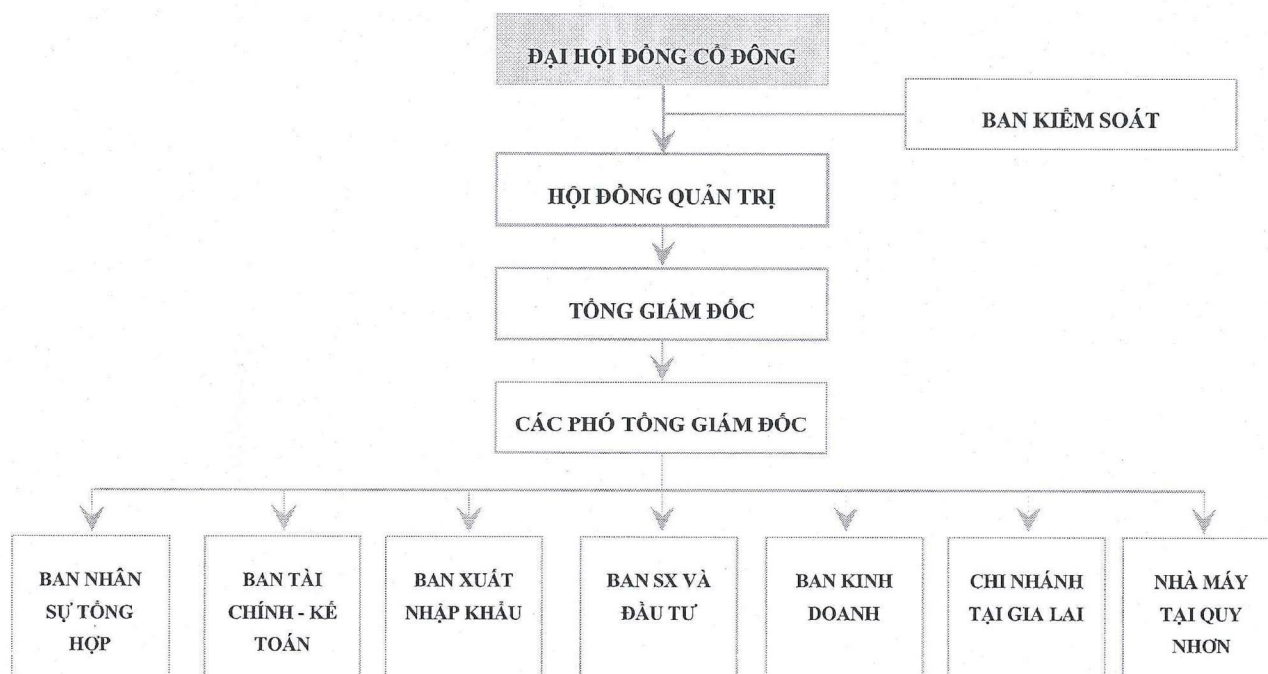 ĐẠI HỘI ĐỒNG CỔ ĐÔNG
BAN KIỂM SOÁT
HỘI ĐỒNG QUẢN TRỊ
TỔNG GIÁM ĐỐC
CÁC PHÓ TỔNG GIÁM ĐỐC
BAN NHÂN
SỰ TỔNG
HỢP
BAN TÀI
CHÍNH - KẾ
TOÁN
BAN XUẤT
NHẬP KHẨU
BAN SX VÀ
ĐẦU TƯ
BAN KINH
DOANH
CHI NHÁNH
TẠI GIA LAI
NHÀ MÁY
TẠI QUY
NHƠN